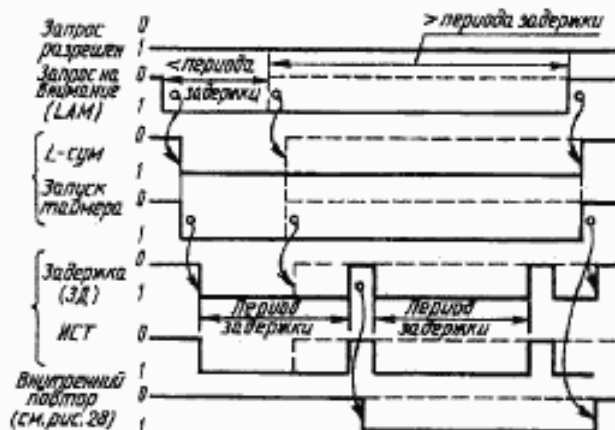 Запрос
разрешен
0
1
> периода задержки
Запрос на
внимание
(LAM)
0
1
< периода
задержки
L-сум
0
1
Запуск
таймера
0
1
Задержка
(ЗД)
0
1
Период
задержки
Период
задержки
ИСТ
0
1
Внутренний
повтор
(см. рис. 28)
0
1